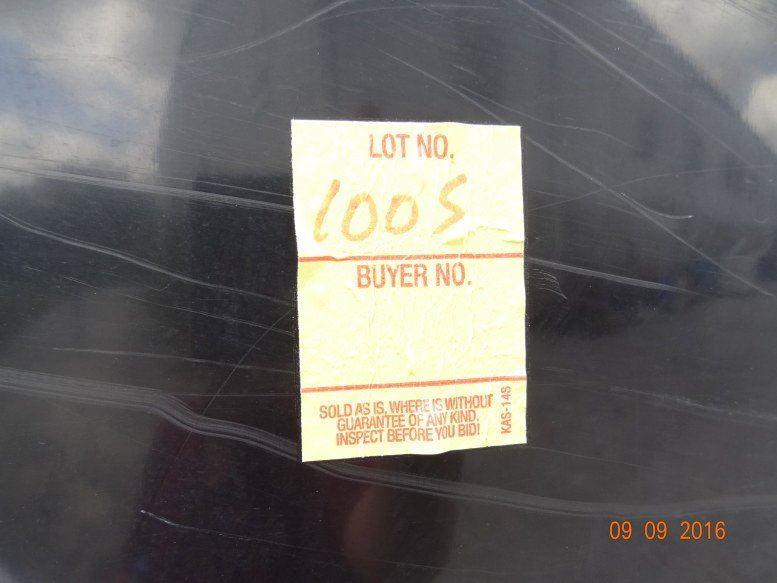 LOT NO.
1005
BUYER NO.
SOLD AS IS, WHERE IS WITHOUT
GUARANTEE OF ANY KIND.
INSPECT BEFORE YOU BID!
KAS-14S
09 09 2016